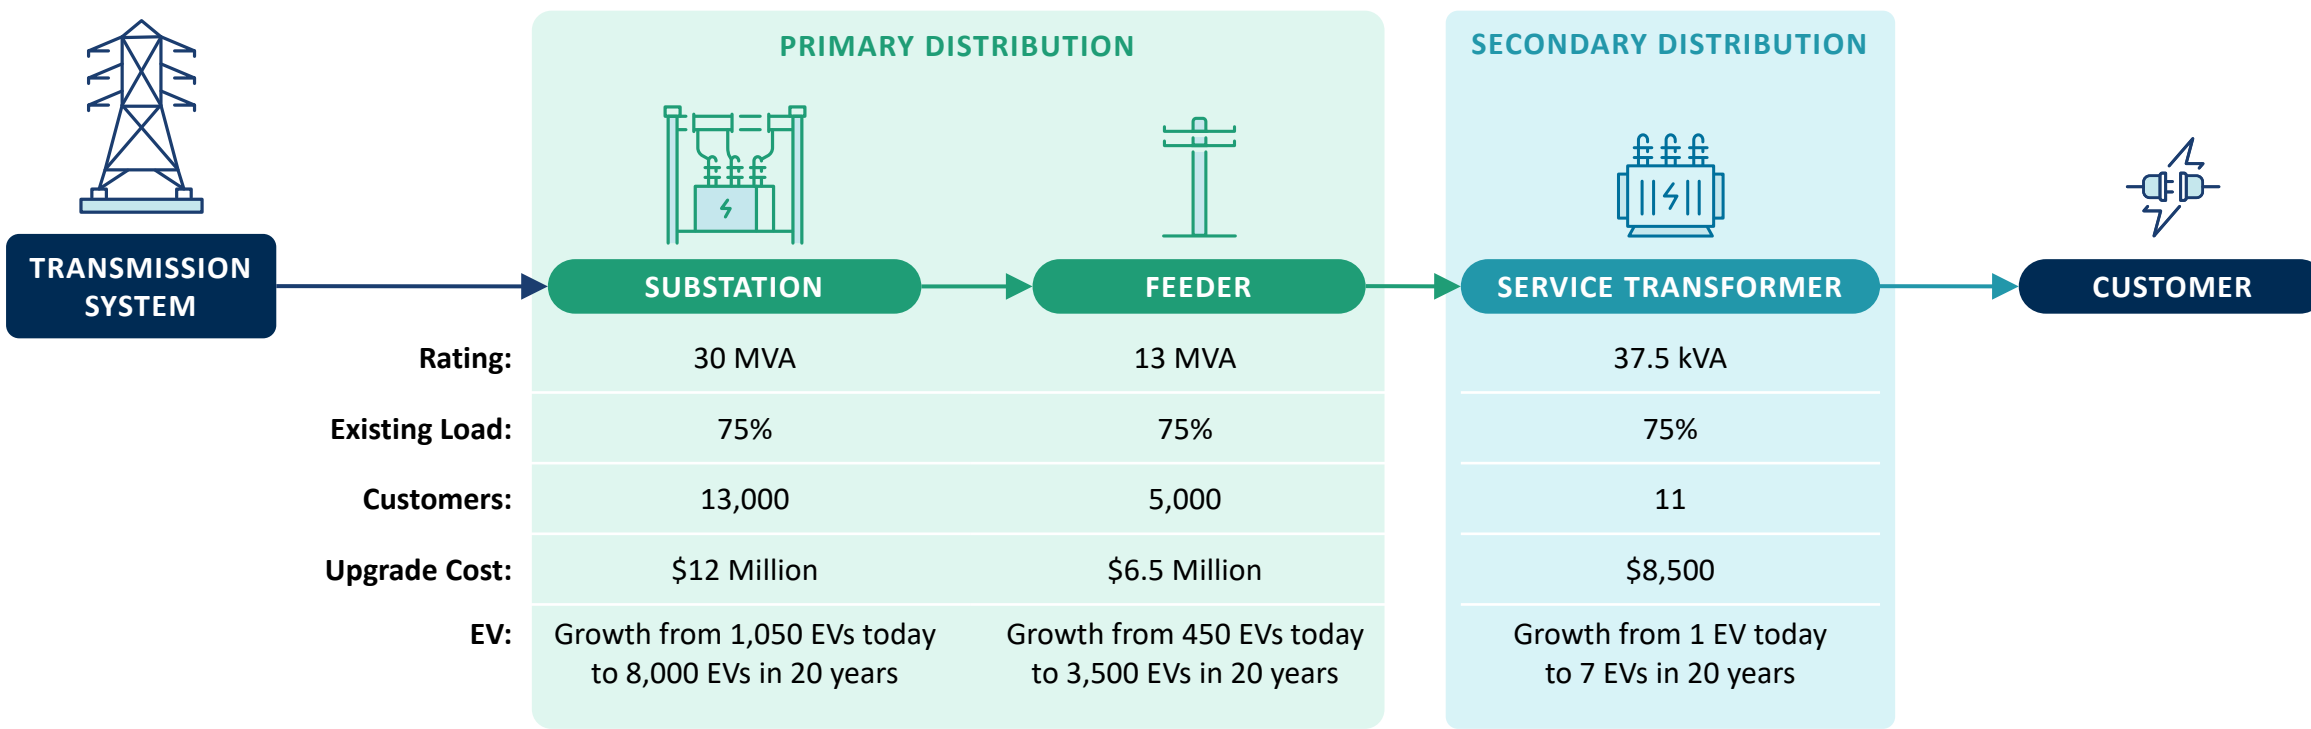 PRIMARY DISTRIBUTION
SECONDARY DISTRIBUTION
TRANSMISSION
SYSTEM
SUBSTATION
FEEDER
SERVICE TRANSFORMER
CUSTOMER
Rating:
30 MVA
13 MVA
37.5 kVA
Existing Load:
75%
75%
75%
Customers:
13,000
5,000
11
Upgrade Cost:
$12 Million
$6.5 Million
$8,500
EV:
Growth from 1,050 EVs today
to 8,000 EVs in 20 years
Growth from 450 EVs today
to 3,500 EVs in 20 years
Growth from 1 EV today
to 7 EVs in 20 years